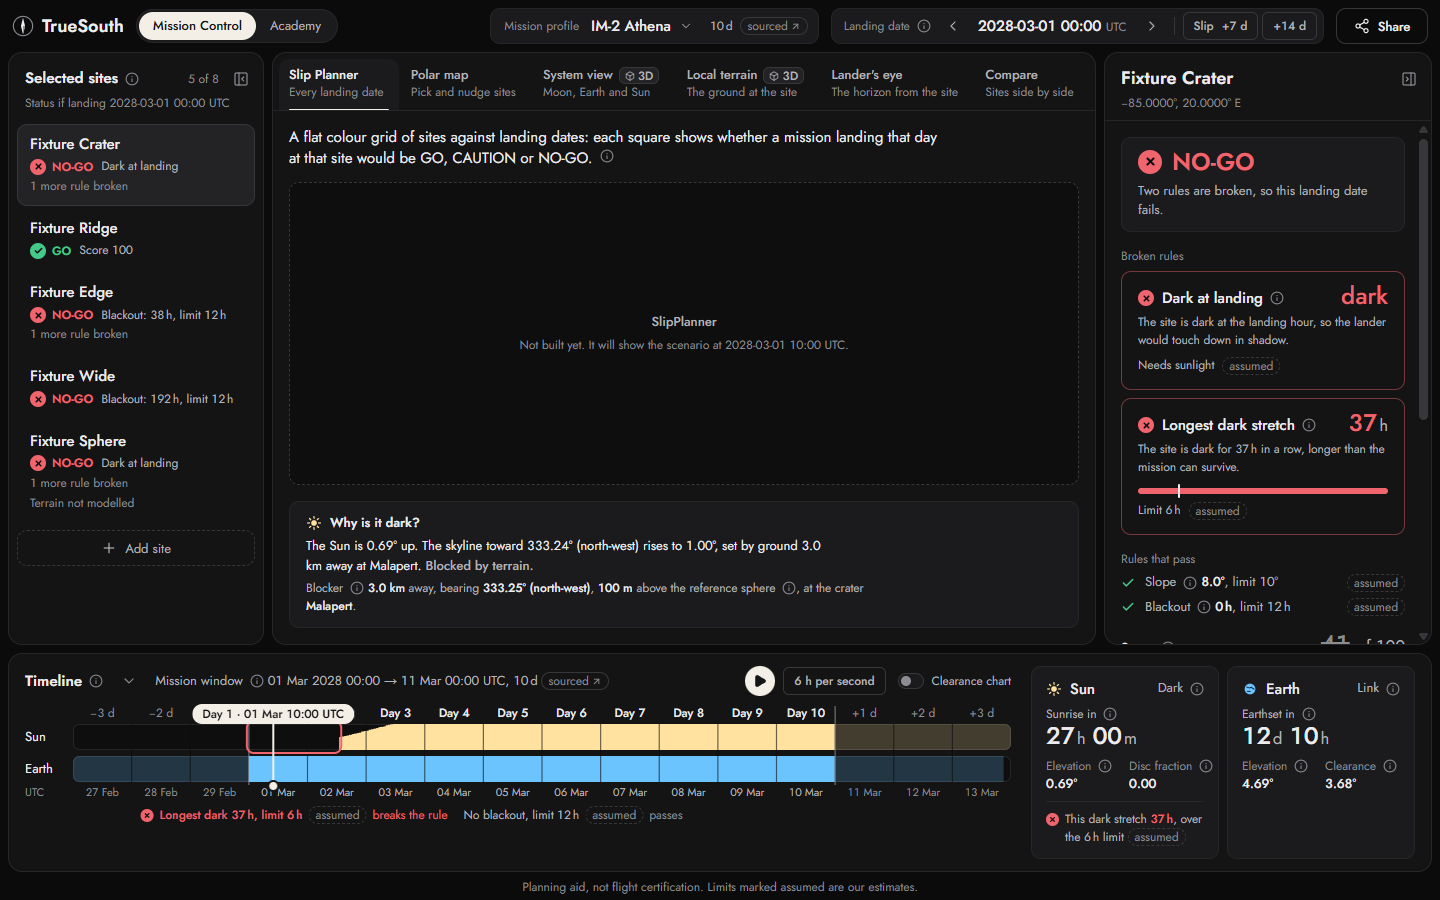 TrueSouth
Mission Control
Academy
Mission profile IM-2 Athena 10 d sourced ↗
Landing date 2028-03-01 00:00 UTC
Slip +7 d
+14 d
Share
Selected sites 5 of 8
Status if landing 2028-03-01 00:00 UTC
Fixture Crater
NO-GO Dark at landing
1 more rule broken
Fixture Ridge
GO Score 100
Fixture Edge
NO-GO Blackout: 38 h, limit 12 h
1 more rule broken
Fixture Wide
NO-GO Blackout: 192 h, limit 12 h
Fixture Sphere
NO-GO Dark at landing
1 more rule broken
Terrain not modelled
+ Add site
Slip Planner
Every landing date
Polar map
Pick and nudge sites
System view 3D
Moon, Earth and Sun
Local terrain 3D
The ground at the site
Lander's eye
The horizon from the site
Compare
Sites side by side
A flat colour grid of sites against landing dates: each square shows whether a mission landing that day
at that site would be GO, CAUTION or NO-GO.
SlipPlanner
Not built yet. It will show the scenario at 2028-03-01 10:00 UTC.
Why is it dark?
The Sun is 0.69° up. The skyline toward 333.24° (north-west) rises to 1.00°, set by ground 3.0
km away at Malapert. Blocked by terrain.
Blocker 3.0 km away, bearing 333.25° (north-west), 100 m above the reference sphere , at the crater
Malapert.
Fixture Crater
−85.0000°, 20.0000° E
NO-GO
Two rules are broken, so this landing date
fails.
Broken rules
Dark at landing dark
The site is dark at the landing hour, so the lander
would touch down in shadow.
Needs sunlight assumed
Longest dark stretch 37 h
The site is dark for 37 h in a row, longer than the
mission can survive.
Limit 6 h assumed
Rules that pass
Slope 8.0°, limit 10° assumed
Blackout 0 h, limit 12 h assumed
Timeline
Mission window 01 Mar 2028 00:00 → 11 Mar 00:00 UTC, 10 d sourced ↗
6 h per second
Clearance chart
−3 d −2 d Day 1 · 01 Mar 10:00 UTC Day 3 Day 4 Day 5 Day 6 Day 7 Day 8 Day 9 Day 10 +1 d +2 d +3 d
Sun
Earth
UTC 27 Feb 28 Feb 29 Feb 01 Mar 02 Mar 03 Mar 04 Mar 05 Mar 06 Mar 07 Mar 08 Mar 09 Mar 10 Mar 11 Mar 12 Mar 13 Mar
Longest dark 37 h, limit 6 h assumed breaks the rule No blackout, limit 12 h assumed passes
Sun Dark
Sunrise in
27 h 00 m
Elevation Disc fraction
0.69° 0.00
This dark stretch 37 h, over
the 6 h limit assumed
Earth Link
Earthset in
12 d 10 h
Elevation Clearance
4.69° 3.68°
Planning aid, not flight certification. Limits marked assumed are our estimates.